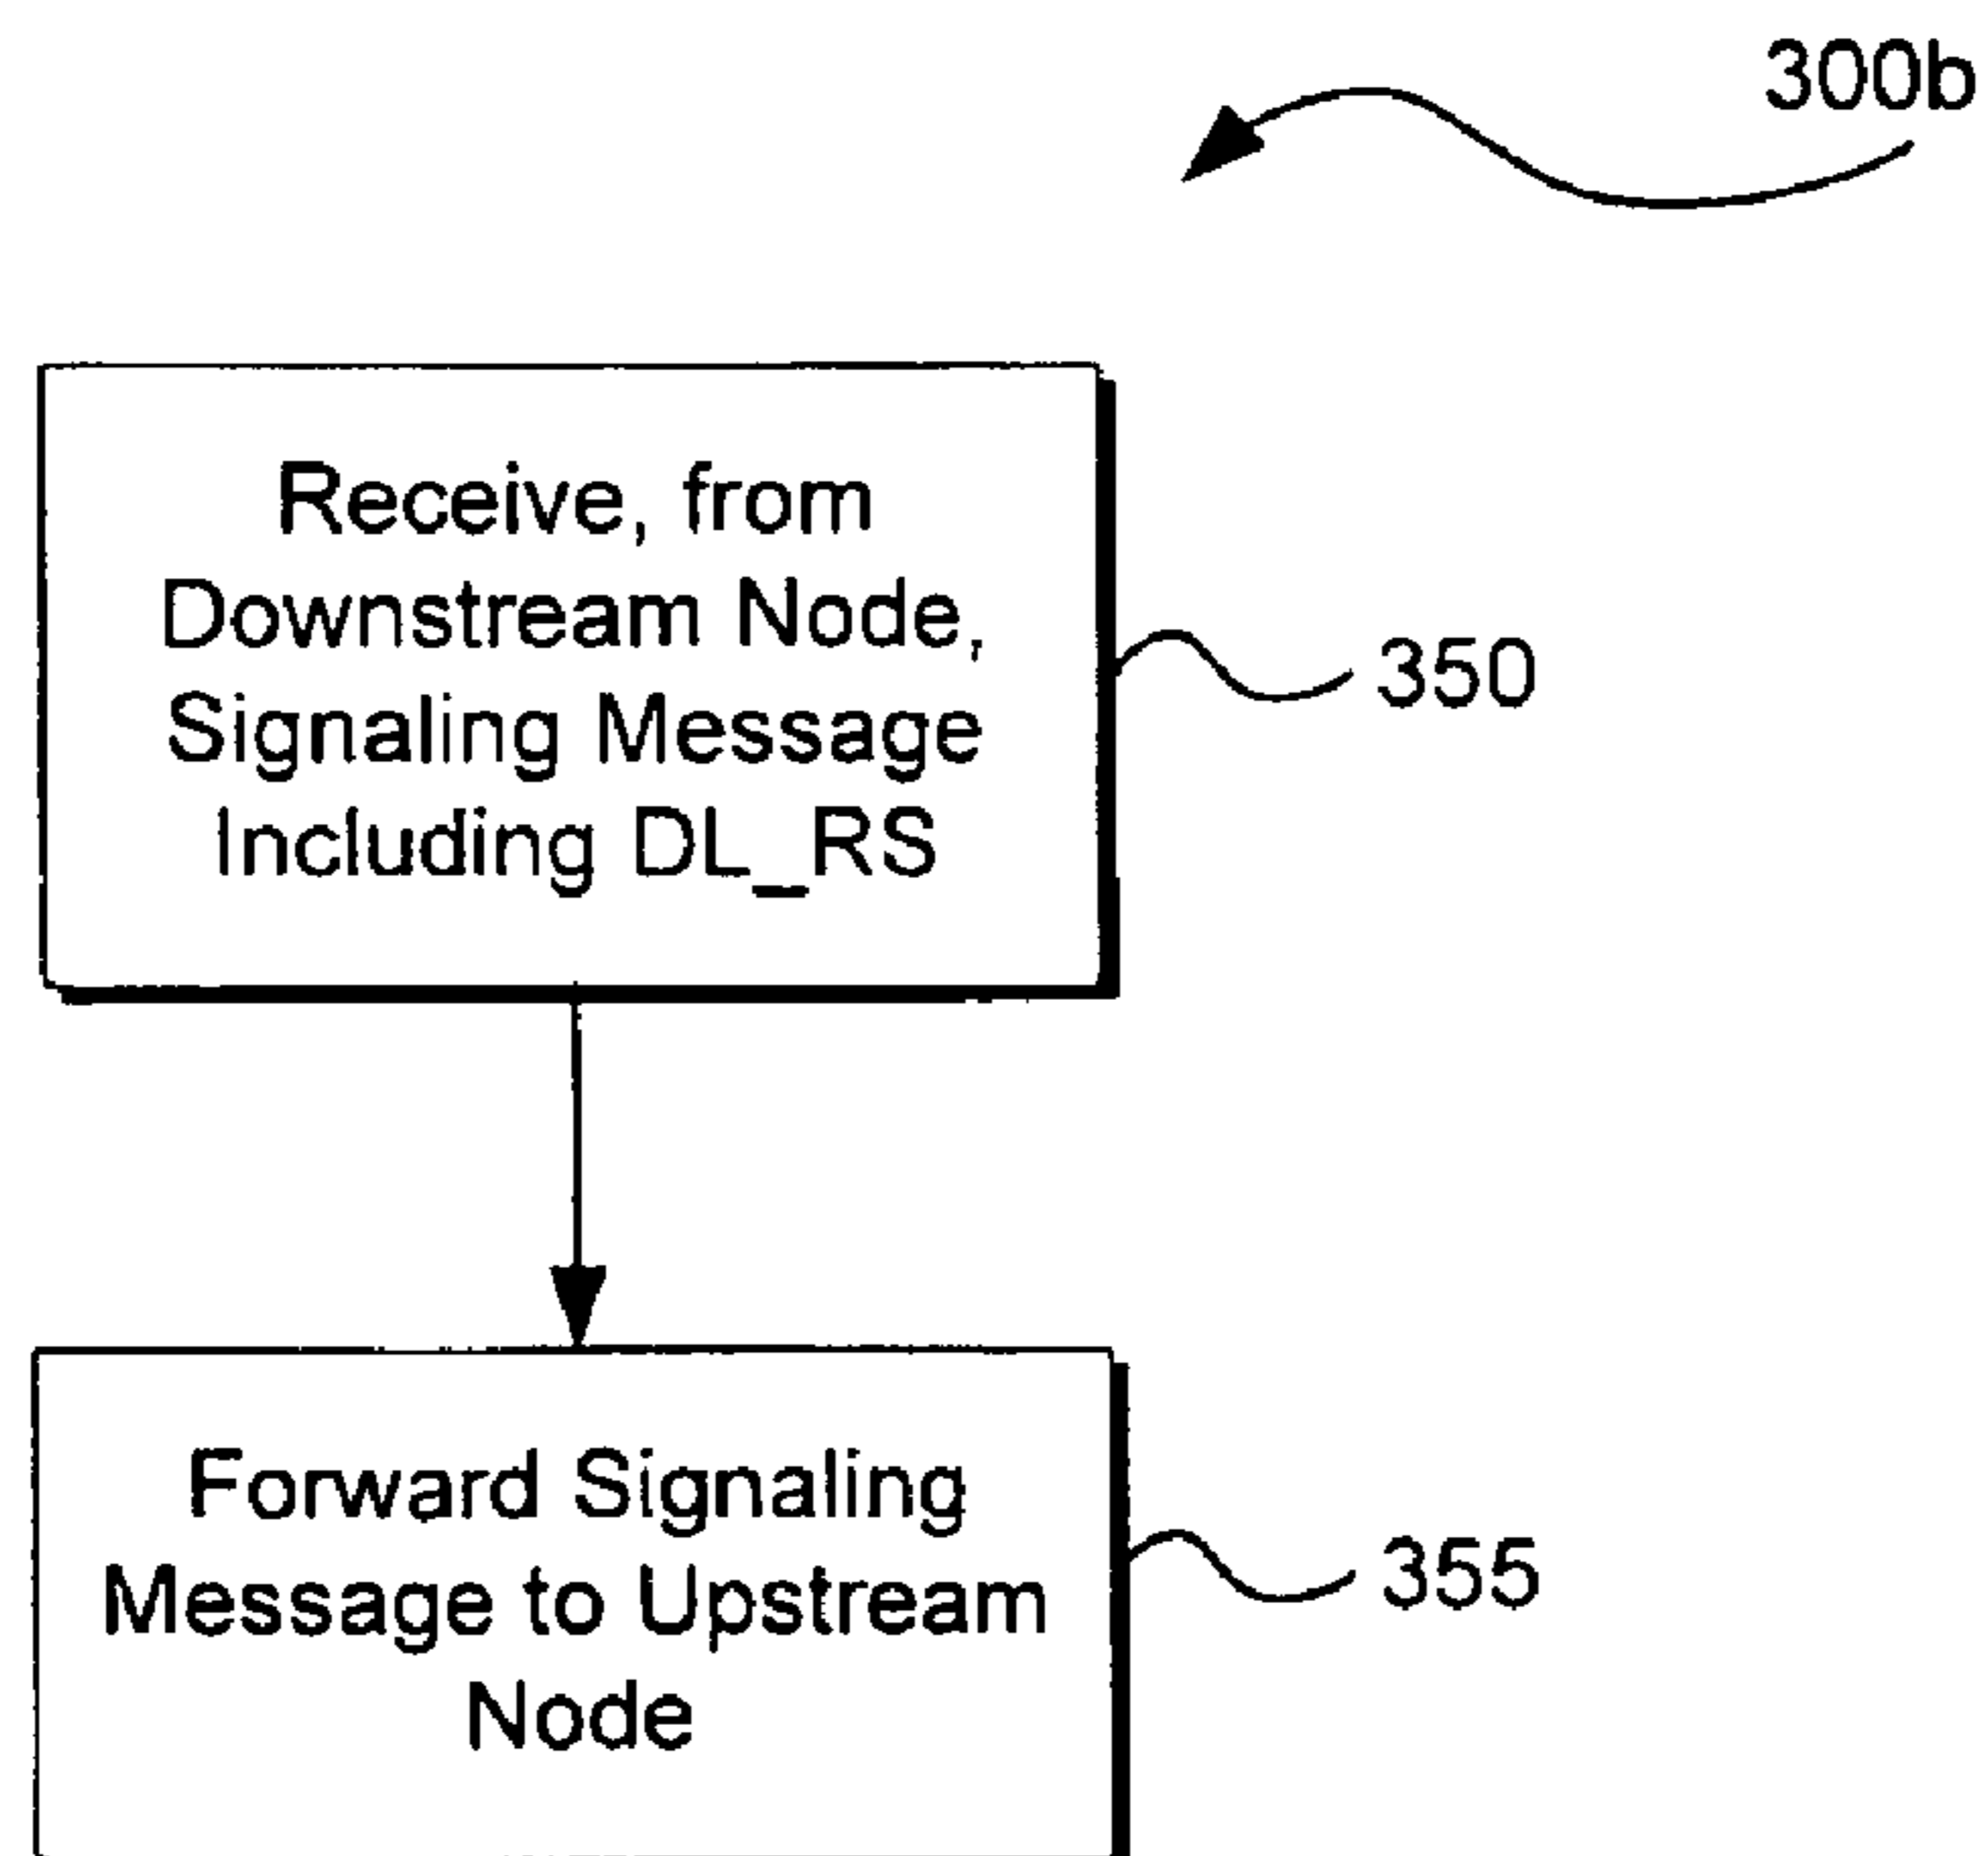 300b
Receive, from
Downstream Node,
Signaling Message
Including DL_RS
350
Forward Signaling
Message to Upstream
Node
355